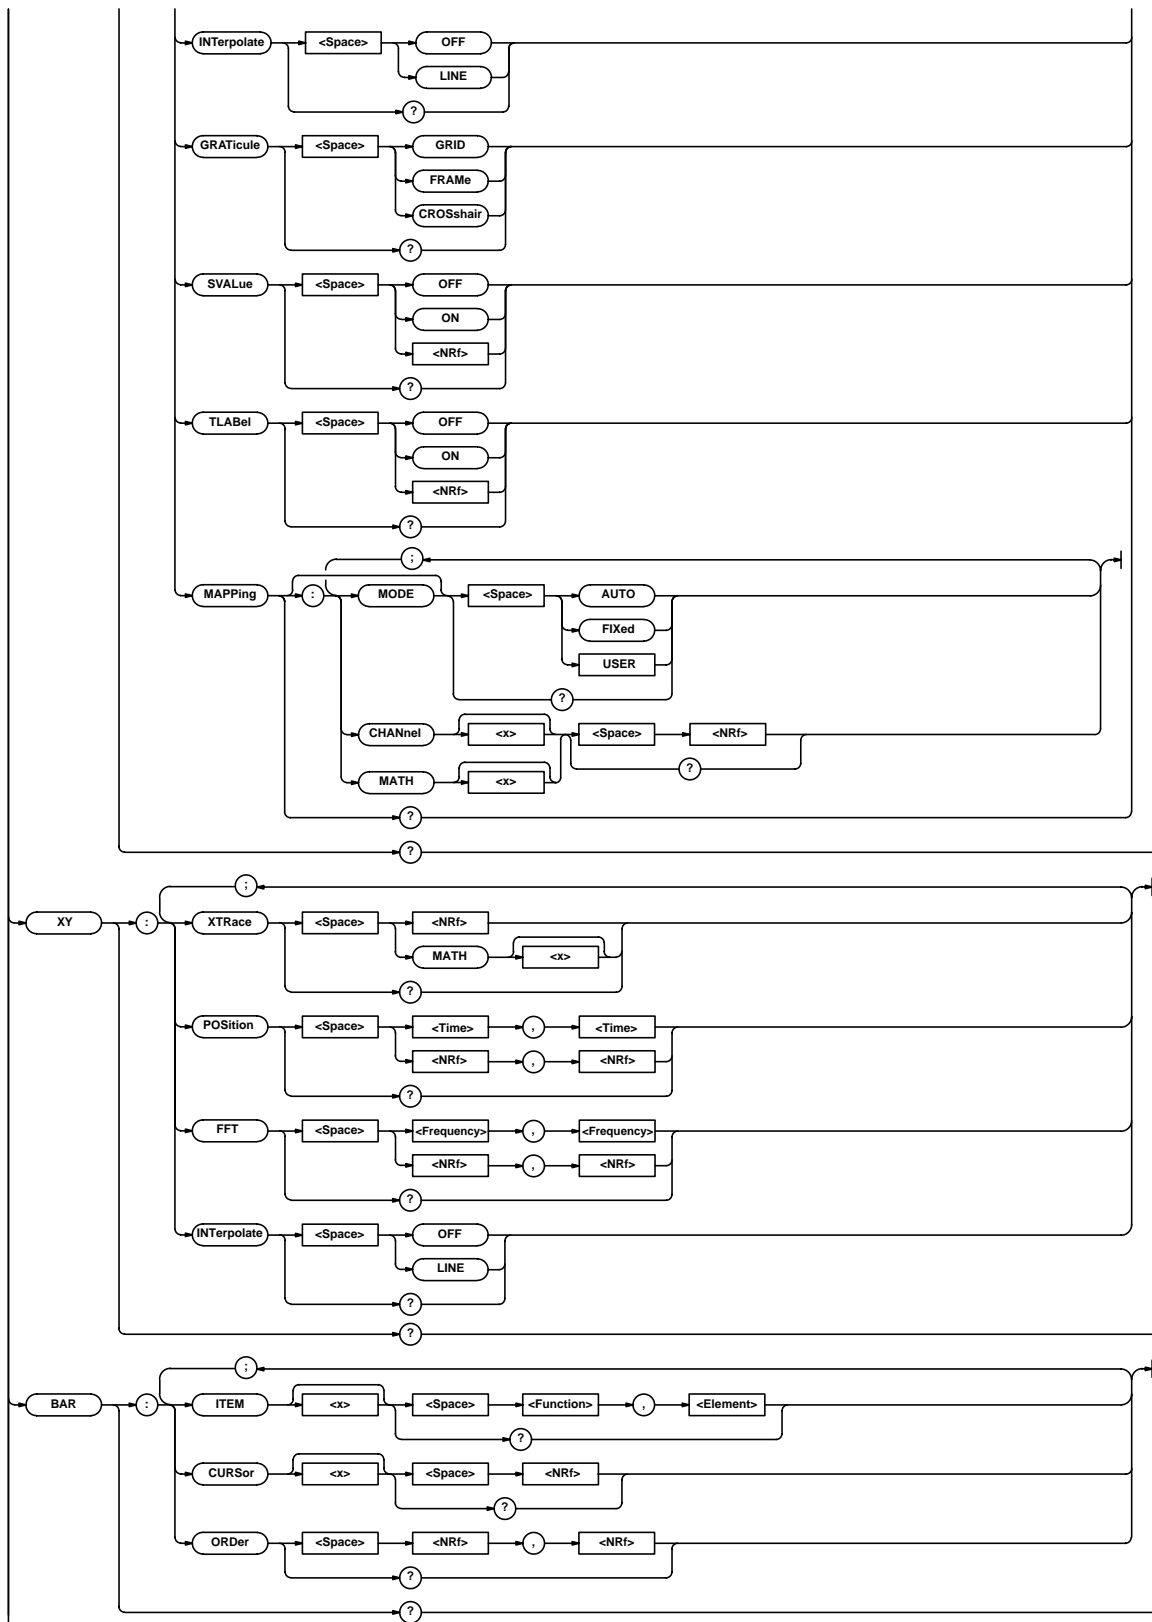 INTerpolate <Space> OFF
LINE
?
GRATicule <Space> GRID
FRAMe
CROSshair
?
SVALue <Space> OFF
ON
<NRf>
?
TLABel <Space> OFF
ON
<NRf>
?
;
MAPPing : MODE <Space> AUTO
FIXed
USER
?
CHANnel <x> <Space> <NRf>
?
MATH <x>
?
?
;
XY : XTRace <Space> <NRf>
MATH <x>
?
POSition <Space> <Time> , <Time>
<NRf> , <NRf>
?
FFT <Space> <Frequency> , <Frequency>
<NRf> , <NRf>
?
INTerpolate <Space> OFF
LINE
?
?
;
BAR : ITEM <x> <Space> <Function> , <Element>
?
CURSor <x> <Space> <NRf>
?
ORDer <Space> <NRf> , <NRf>
?
?